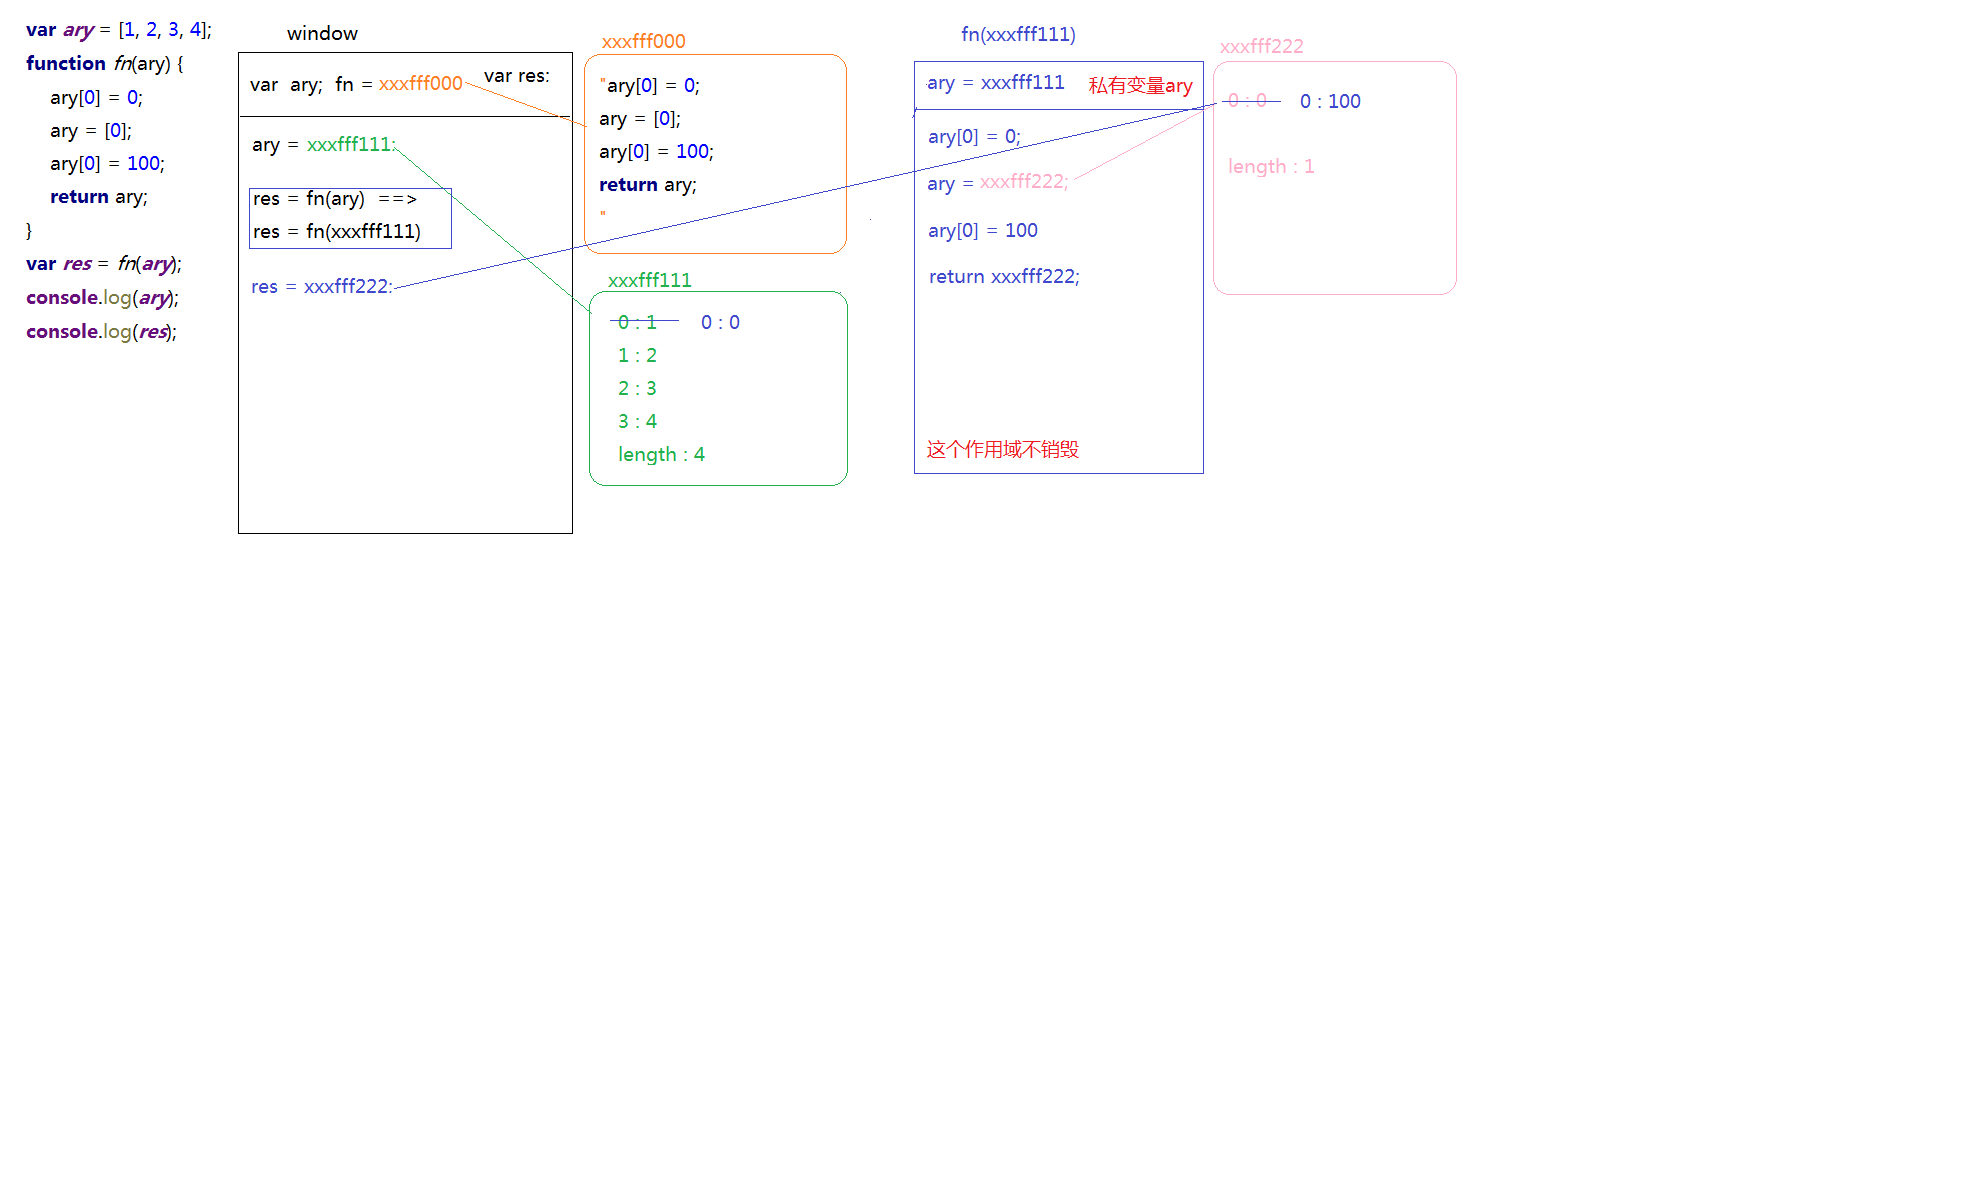 var ary = [1, 2, 3, 4];
function fn(ary) {
ary[0] = 0;
ary = [0];
ary[0] = 100;
return ary;
}
var res = fn(ary);
console.log(ary);
console.log(res);
window
var ary; fn = xxxfff000
var res:
ary = xxxfff111:
res = fn(ary) ==>
res = fn(xxxfff111)
res = xxxfff222:
xxxfff000
"ary[0] = 0;
ary = [0];
ary[0] = 100;
return ary;
"
xxxfff111
0 : 1 0 : 0
1 : 2
2 : 3
3 : 4
length : 4
fn(xxxfff111)
ary = xxxfff111 私有变量ary
ary[0] = 0;
ary = xxxfff222;
ary[0] = 100
return xxxfff222;
这个作用域不销毁
xxxfff222
0 : 0 0 : 100
length : 1